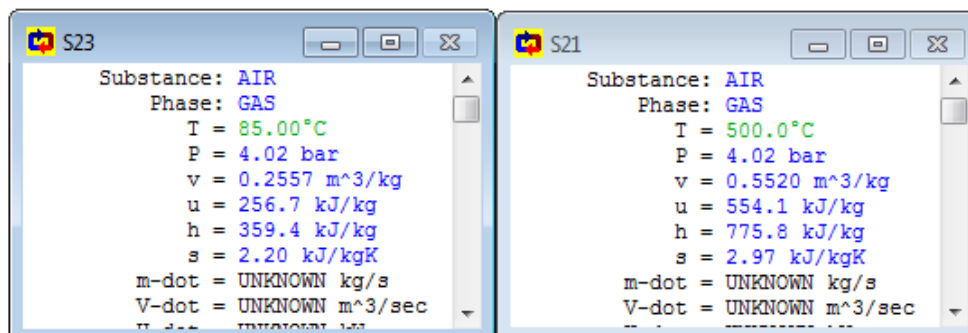 S23
Substance: AIR
Phase: GAS
T = 85.00°C
P = 4.02 bar
v = 0.2557 m^3/kg
u = 256.7 kJ/kg
h = 359.4 kJ/kg
s = 2.20 kJ/kgK
m-dot = UNKNOWN kg/s
V-dot = UNKNOWN m^3/sec
S21
Substance: AIR
Phase: GAS
T = 500.0°C
P = 4.02 bar
v = 0.5520 m^3/kg
u = 554.1 kJ/kg
h = 775.8 kJ/kg
s = 2.97 kJ/kgK
m-dot = UNKNOWN kg/s
V-dot = UNKNOWN m^3/sec